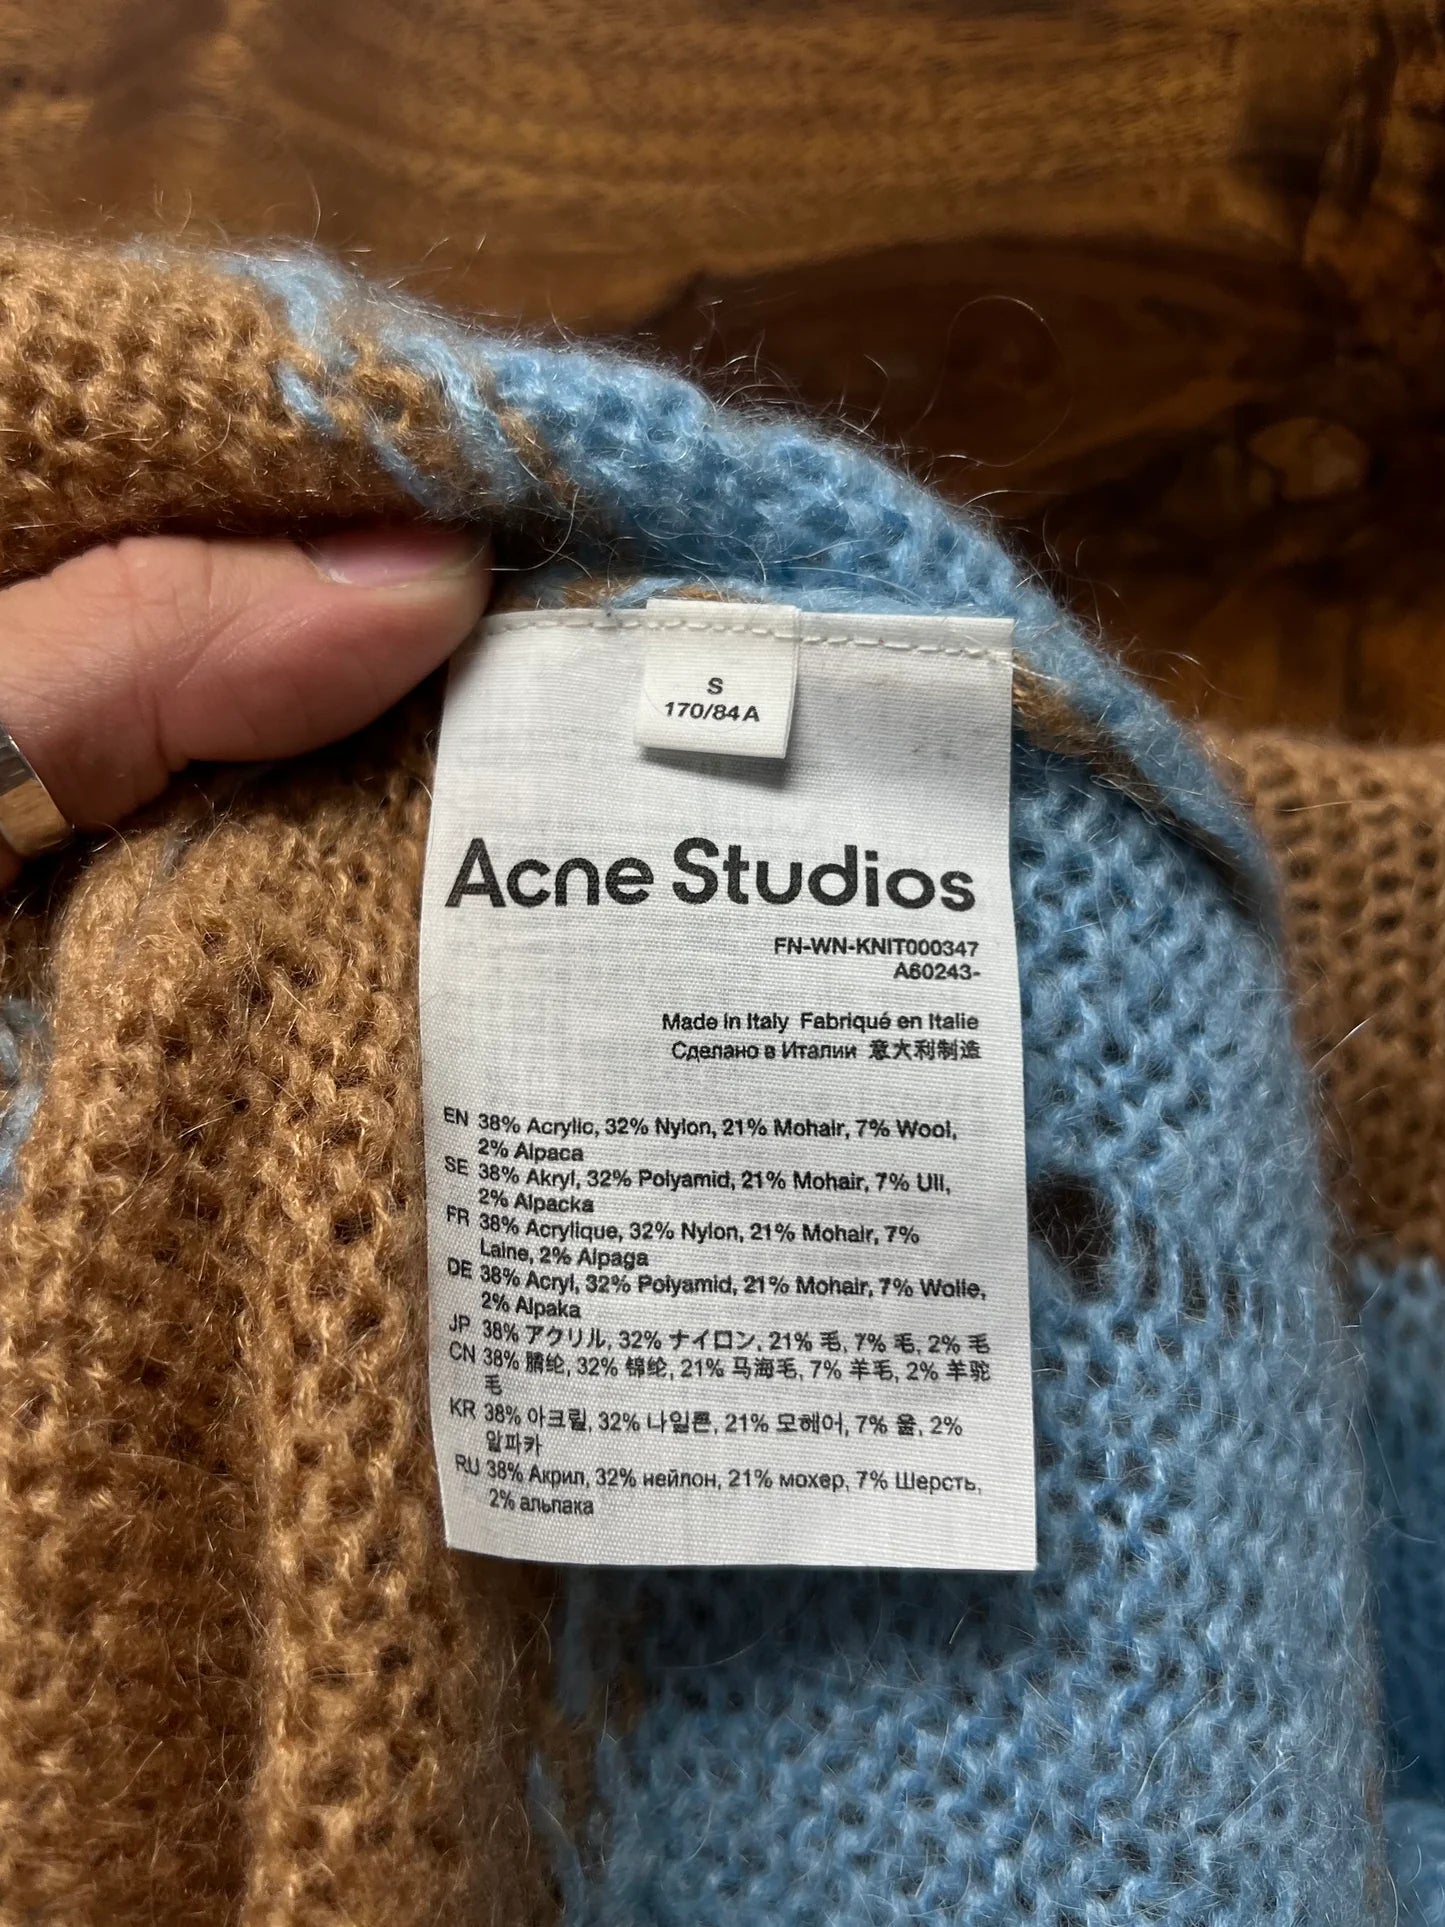 S
170/84A
Acne Studios
FN-WN-KNIT000347
A60243-
Made in Italy Fabriqué en Italie
Сделано в Италии 意大利制造
EN 38% Acrylic, 32% Nylon, 21% Mohair, 7% Wool,
2% Alpaca
SE 38% Akryl, 32% Polyamid, 21% Mohair, 7% Ull,
2% Alpacka
FR 38% Acrylique, 32% Nylon, 21% Mohair, 7%
Laine, 2% Alpaga
DE 38% Acryl, 32% Polyamid, 21% Mohair, 7% Wolle,
2% Alpaka
JP 38% アクリル, 32% ナイロン, 21% 毛, 7% 毛, 2% 毛
CN 38% 腈纶, 32% 锦纶, 21% 马海毛, 7% 羊毛, 2% 羊驼
毛
KR 38% 아크릴, 32% 나일론, 21% 모헤어, 7% 울, 2%
알파카
RU 38% Акрил, 32% нейлон, 21% мохер, 7% Шерсть,
2% альпака